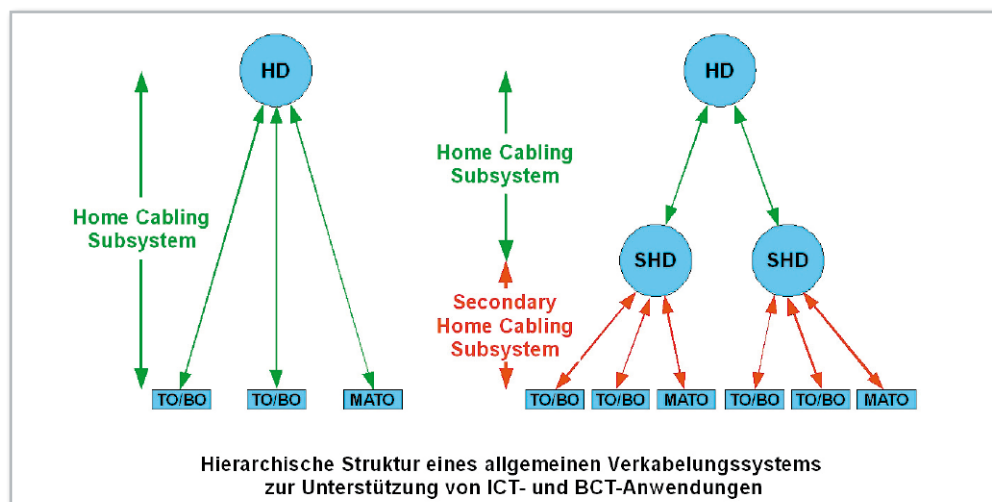 HD
Home Cabling
Subsystem
TO/BO
TO/BO
MATO
HD
Home Cabling
Subsystem
SHD
SHD
Secondary
Home Cabling
Subsystem
TO/BO
TO/BO
MATO
TO/BO
TO/BO
MATO
Hierarchische Struktur eines allgemeinen Verkabelungssystems
zur Unterstützung von ICT- und BCT-Anwendungen